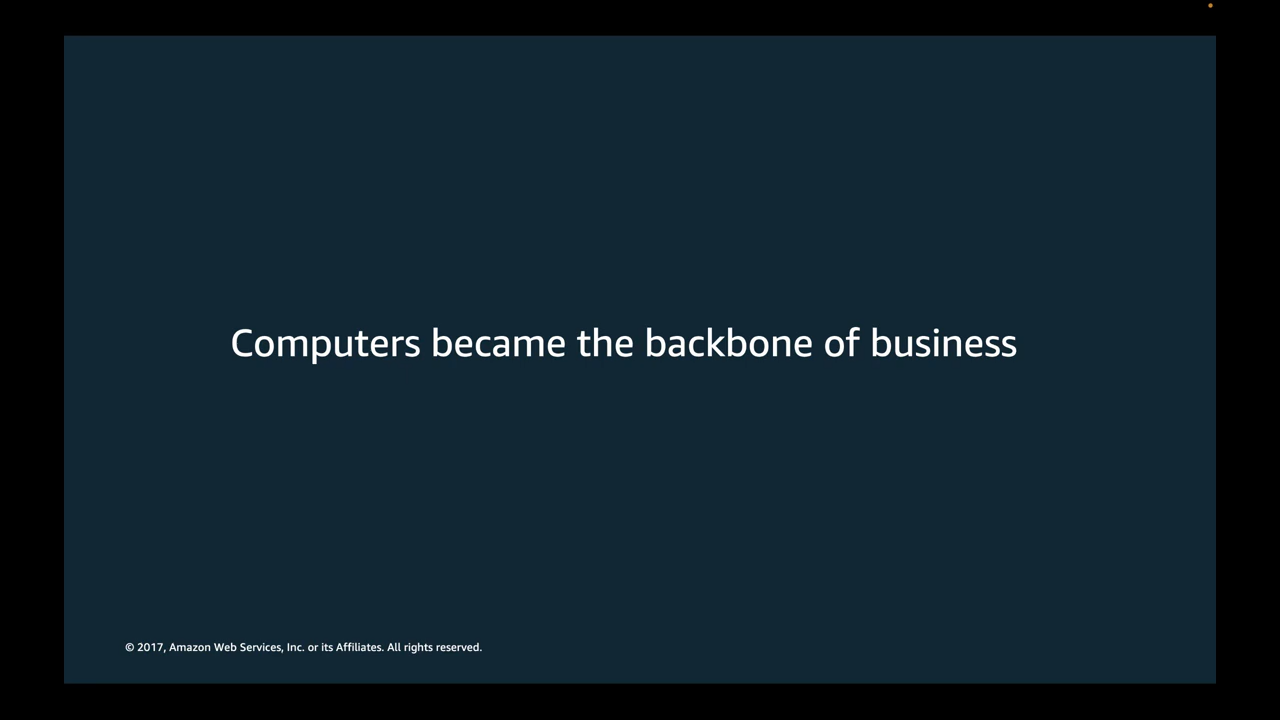 Computers became the backbone of business
© 2017, Amazon Web Services, Inc. or its Affiliates. All rights reserved.